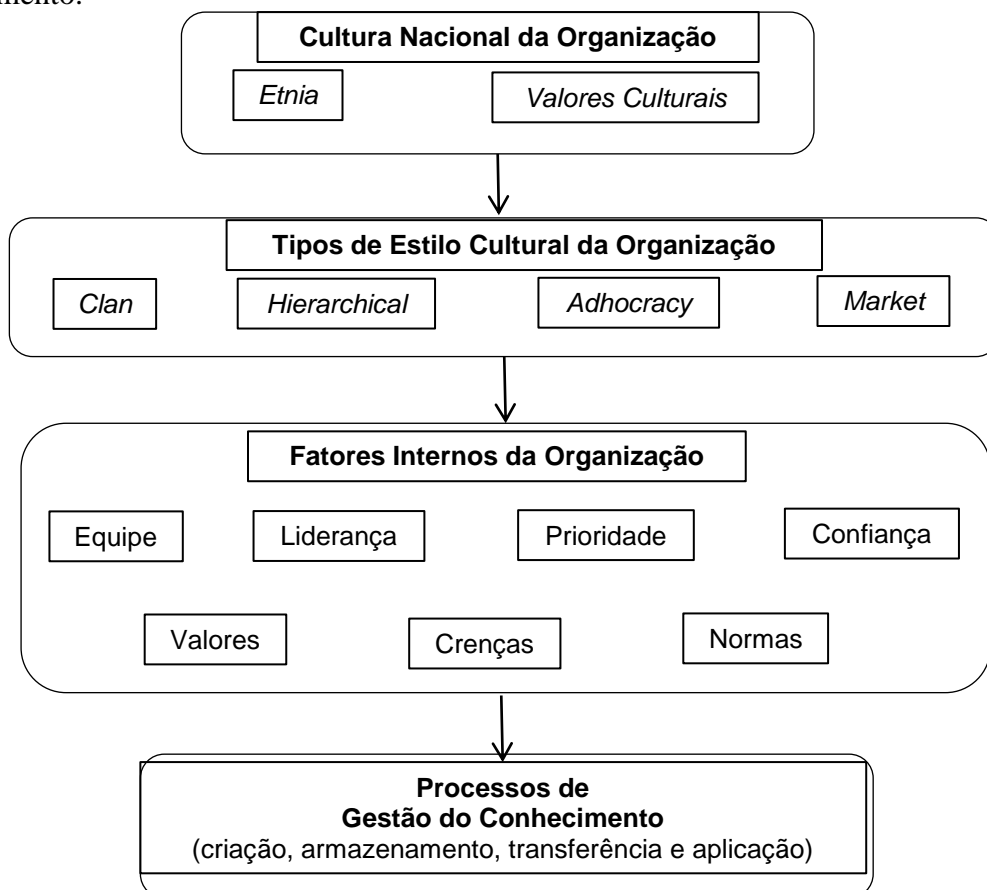 mento.
Cultura Nacional da Organização
Etnia
Valores Culturais
Tipos de Estilo Cultural da Organização
Clan
Hierarchical
Adhocracy
Market
Fatores Internos da Organização
Equipe
Liderança
Prioridade
Confiança
Valores
Crenças
Normas
Processos de
Gestão do Conhecimento
(criação, armazenamento, transferência e aplicação)